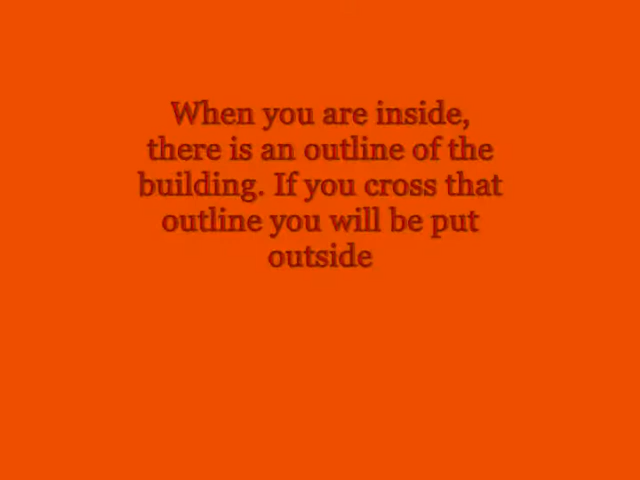 When you are inside,
there is an outline of the
building. If you cross that
outline you will be put
outside